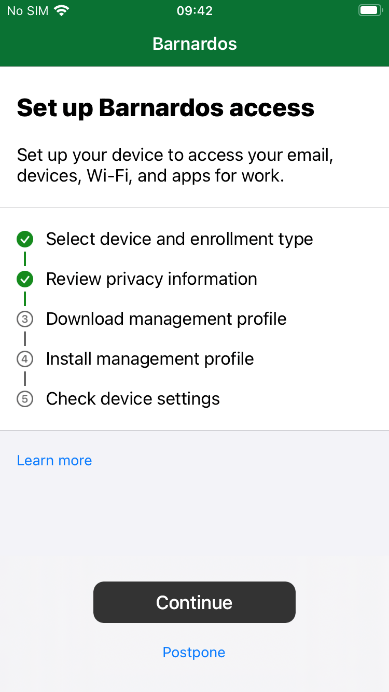 No SIM 09:42
Barnardos
Set up Barnardos access
Set up your device to access your email,
devices, Wi-Fi, and apps for work.
Select device and enrollment type
Review privacy information
3 Download management profile
4 Install management profile
5 Check device settings
Learn more
Continue
Postpone